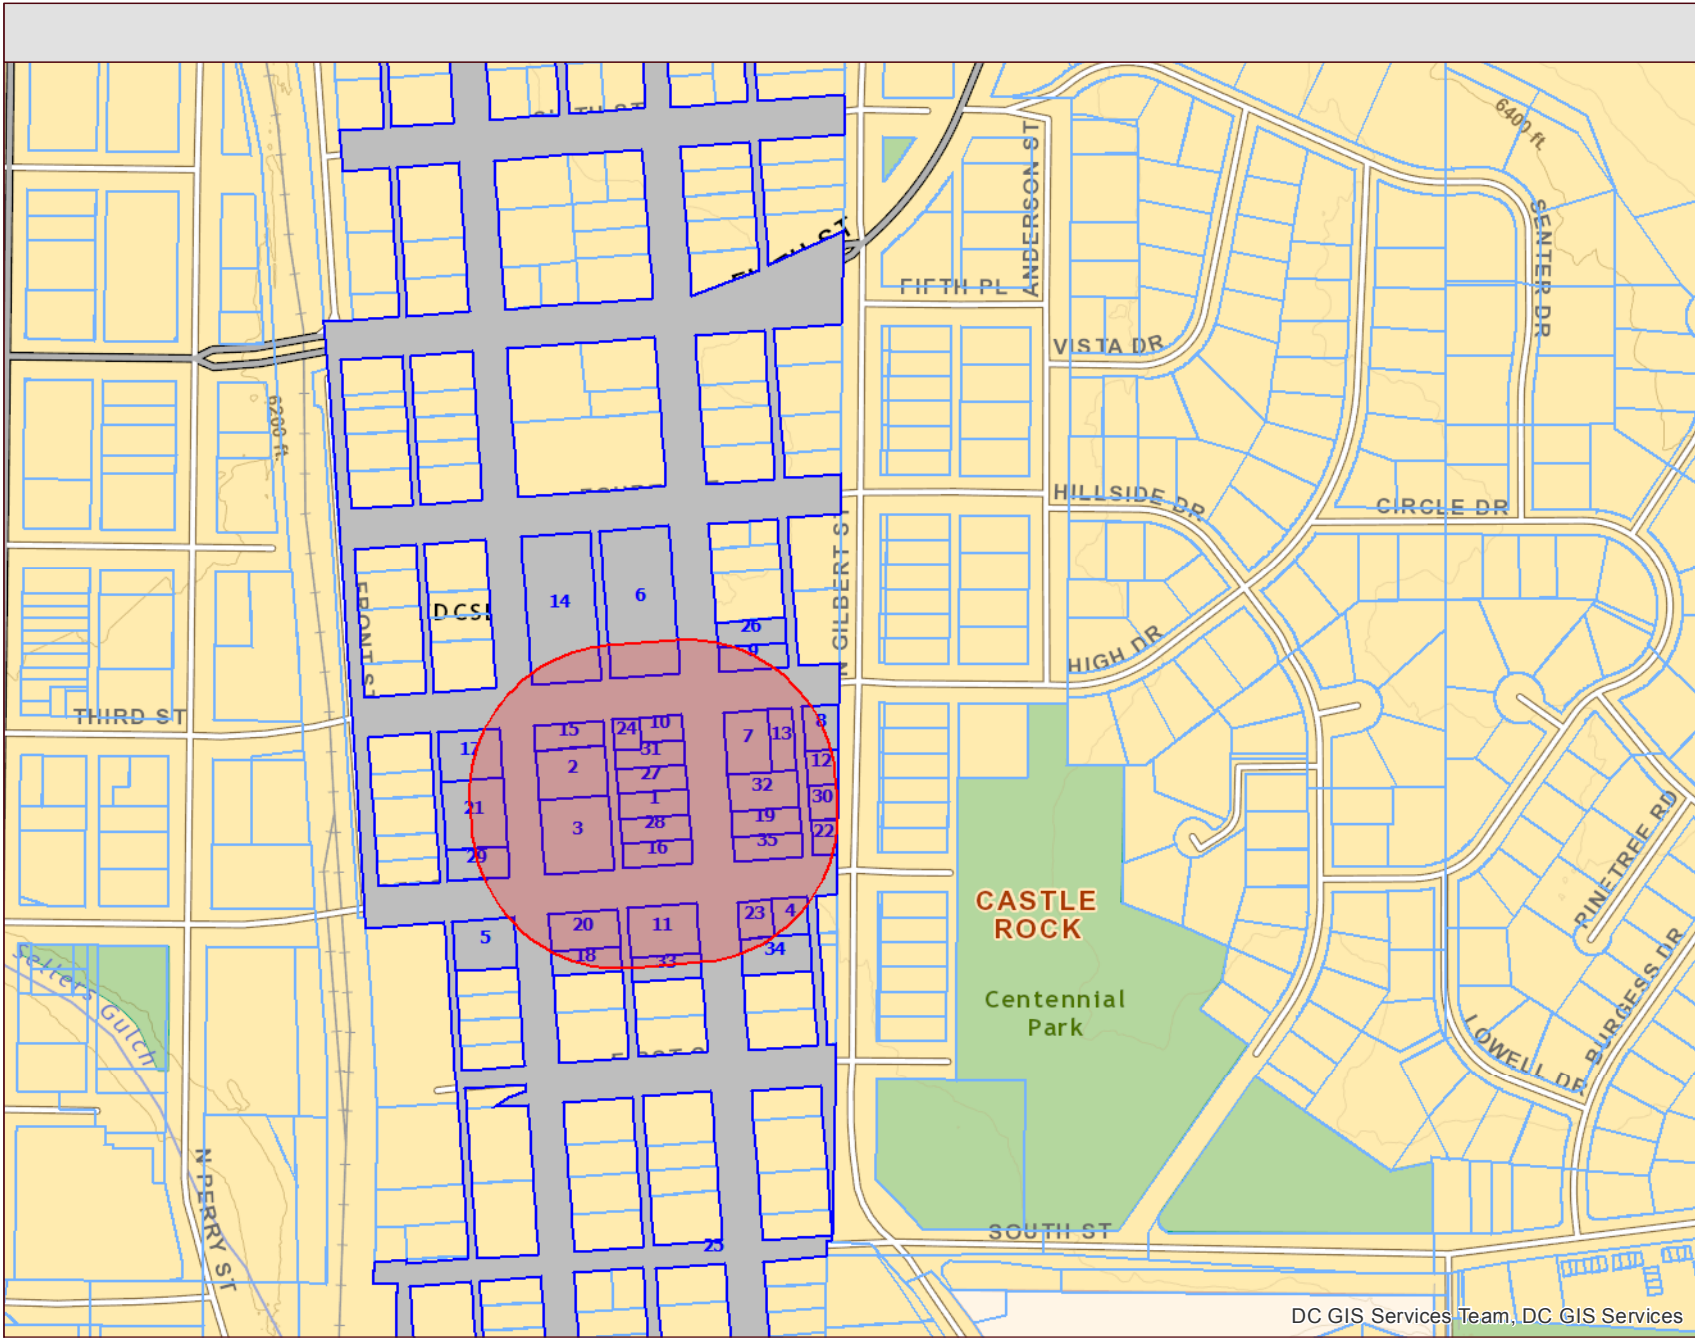 6400 ft
ANDERSON ST
SENTER DR
FIFTH PL
VISTA DR
6200 ft.
HILLSIDE DR
CIRCLE DR
N GILBERT ST
FRONT ST
14
6
26
9
HIGH DR
THIRD ST
15
24
10
7
13
8
17
31
2
27
12
32
1
30
21
19
3
28
22
35
16
29
PINETREE RD
CASTLE
ROCK
20
11
23
4
5
18
33
34
Sellers Gulch
Centennial
Park
BURGESS DR
LOWELL DR
N PERRY ST
SOUTH ST
25
DC GIS Services Team, DC GIS Services